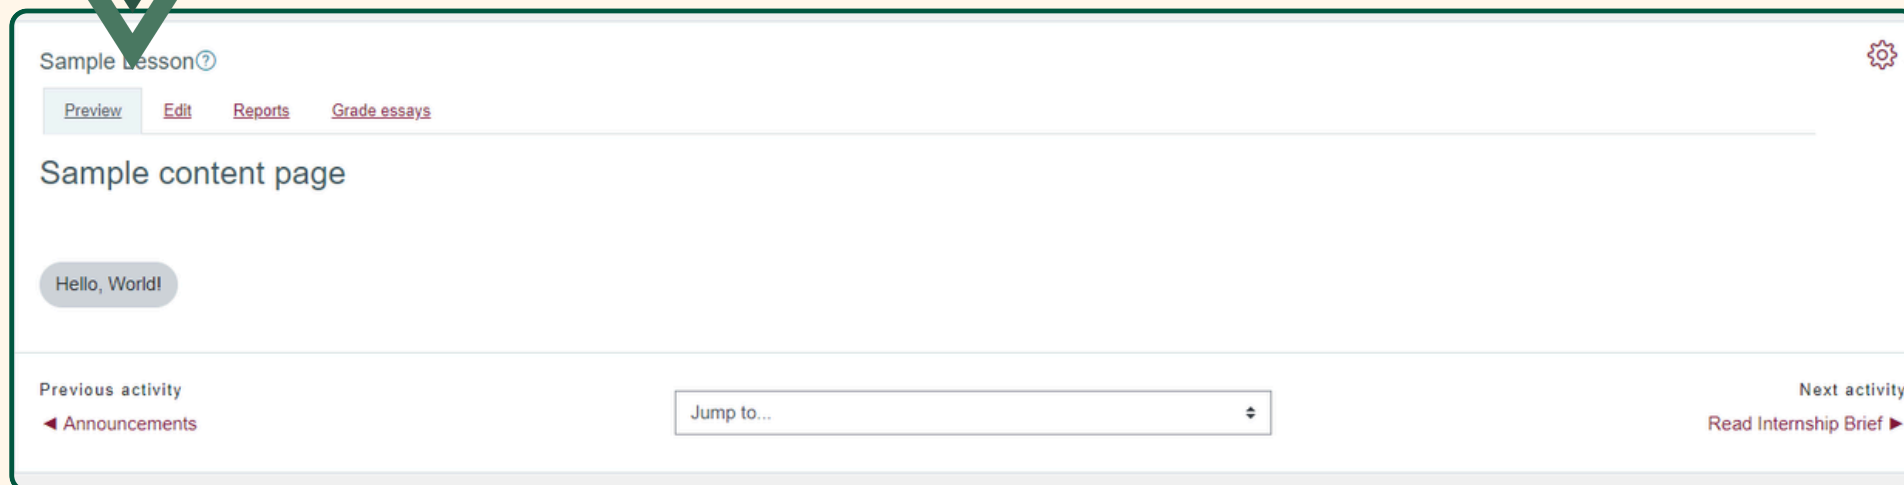 Sample Lesson
Preview Edit Reports Grade essays
Sample content page
Hello, World!
Previous activity
◄ Announcements
Jump to...
Next activity
Read Internship Brief ►